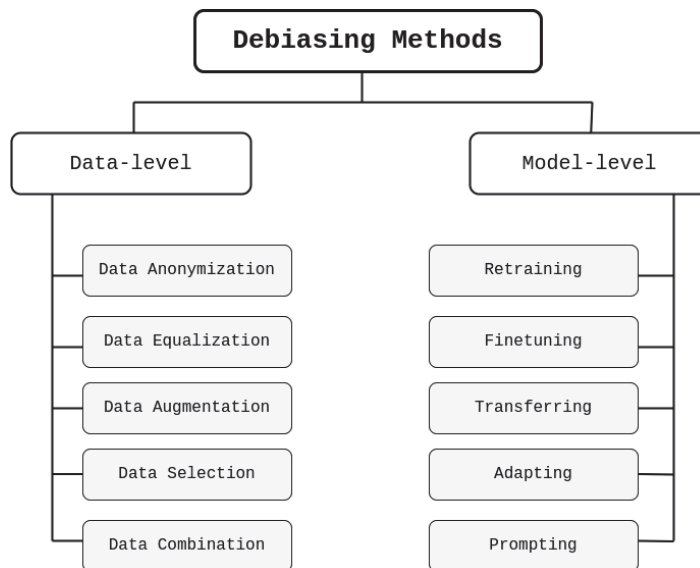 Debiasing Methods
Data-level
Model-level
Data Anonymization
Retraining
Data Equalization
Finetuning
Data Augmentation
Transferring
Data Selection
Adapting
Data Combination
Prompting